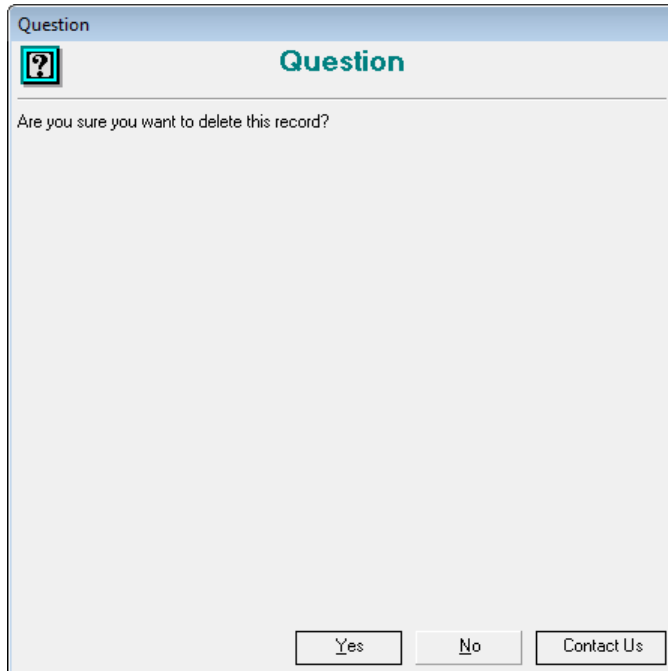 Question
Question
Are you sure you want to delete this record?
Yes
No
Contact Us